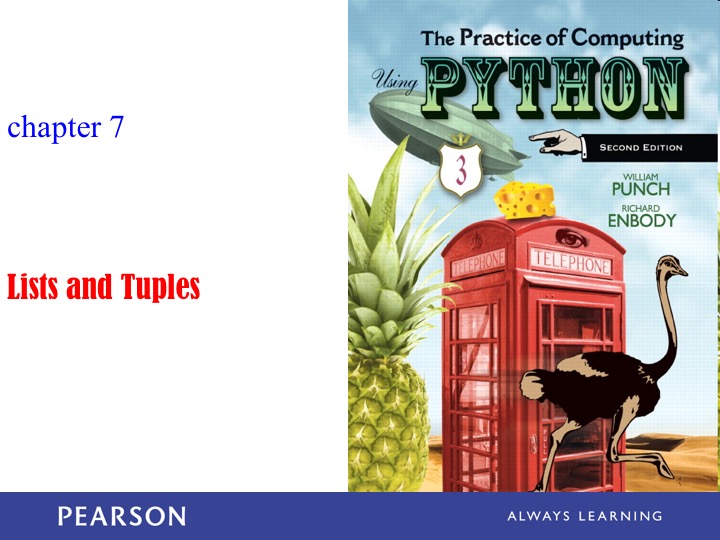 chapter 7
Lists and Tuples
The Practice of Computing
Using
PYTHON
SECOND EDITION
3
WILLIAM
PUNCH
RICHARD
ENBODY
TELEPHONE
TELEPHONE
PEARSON
ALWAYS LEARNING